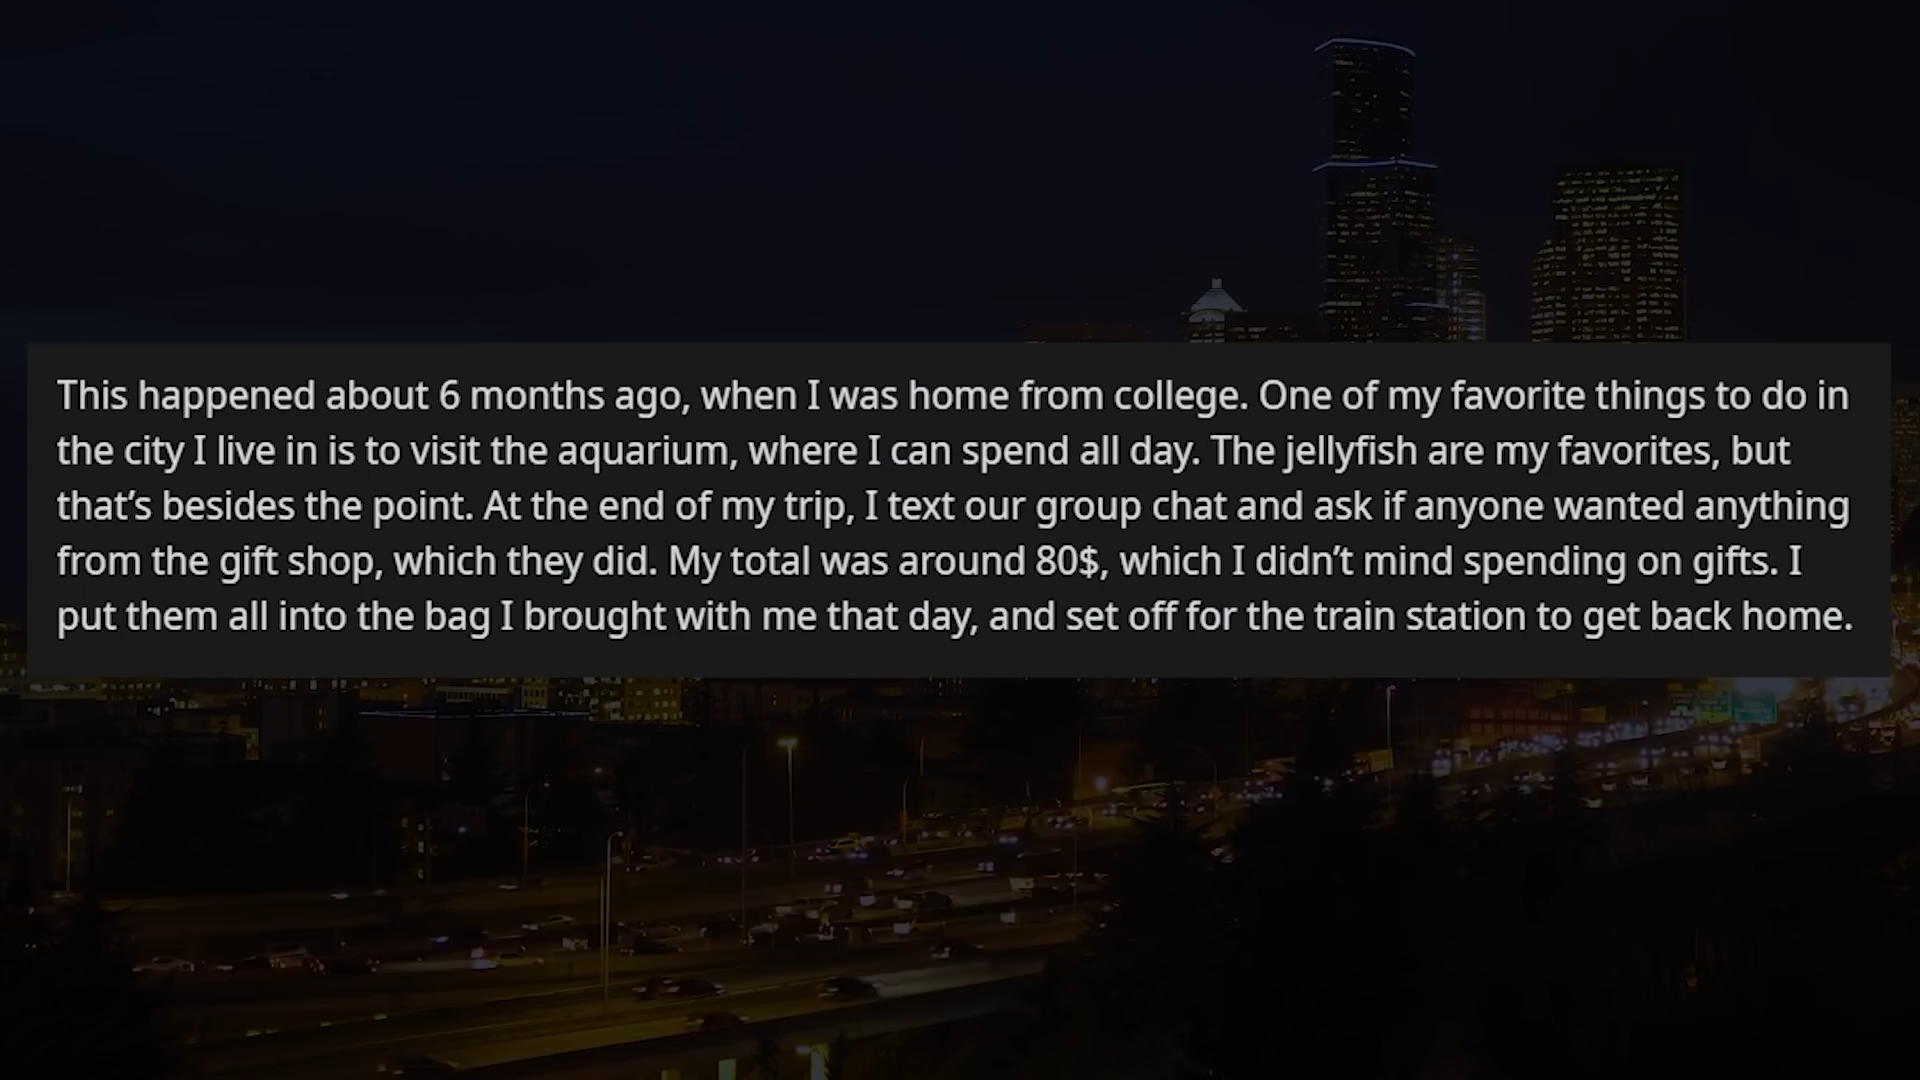 This happened about 6 months ago, when I was home from college. One of my favorite things to do in
the city I live in is to visit the aquarium, where I can spend all day. The jellyfish are my favorites, but
that’s besides the point. At the end of my trip, I text our group chat and ask if anyone wanted anything
from the gift shop, which they did. My total was around 80$, which I didn’t mind spending on gifts. I
put them all into the bag I brought with me that day, and set off for the train station to get back home.